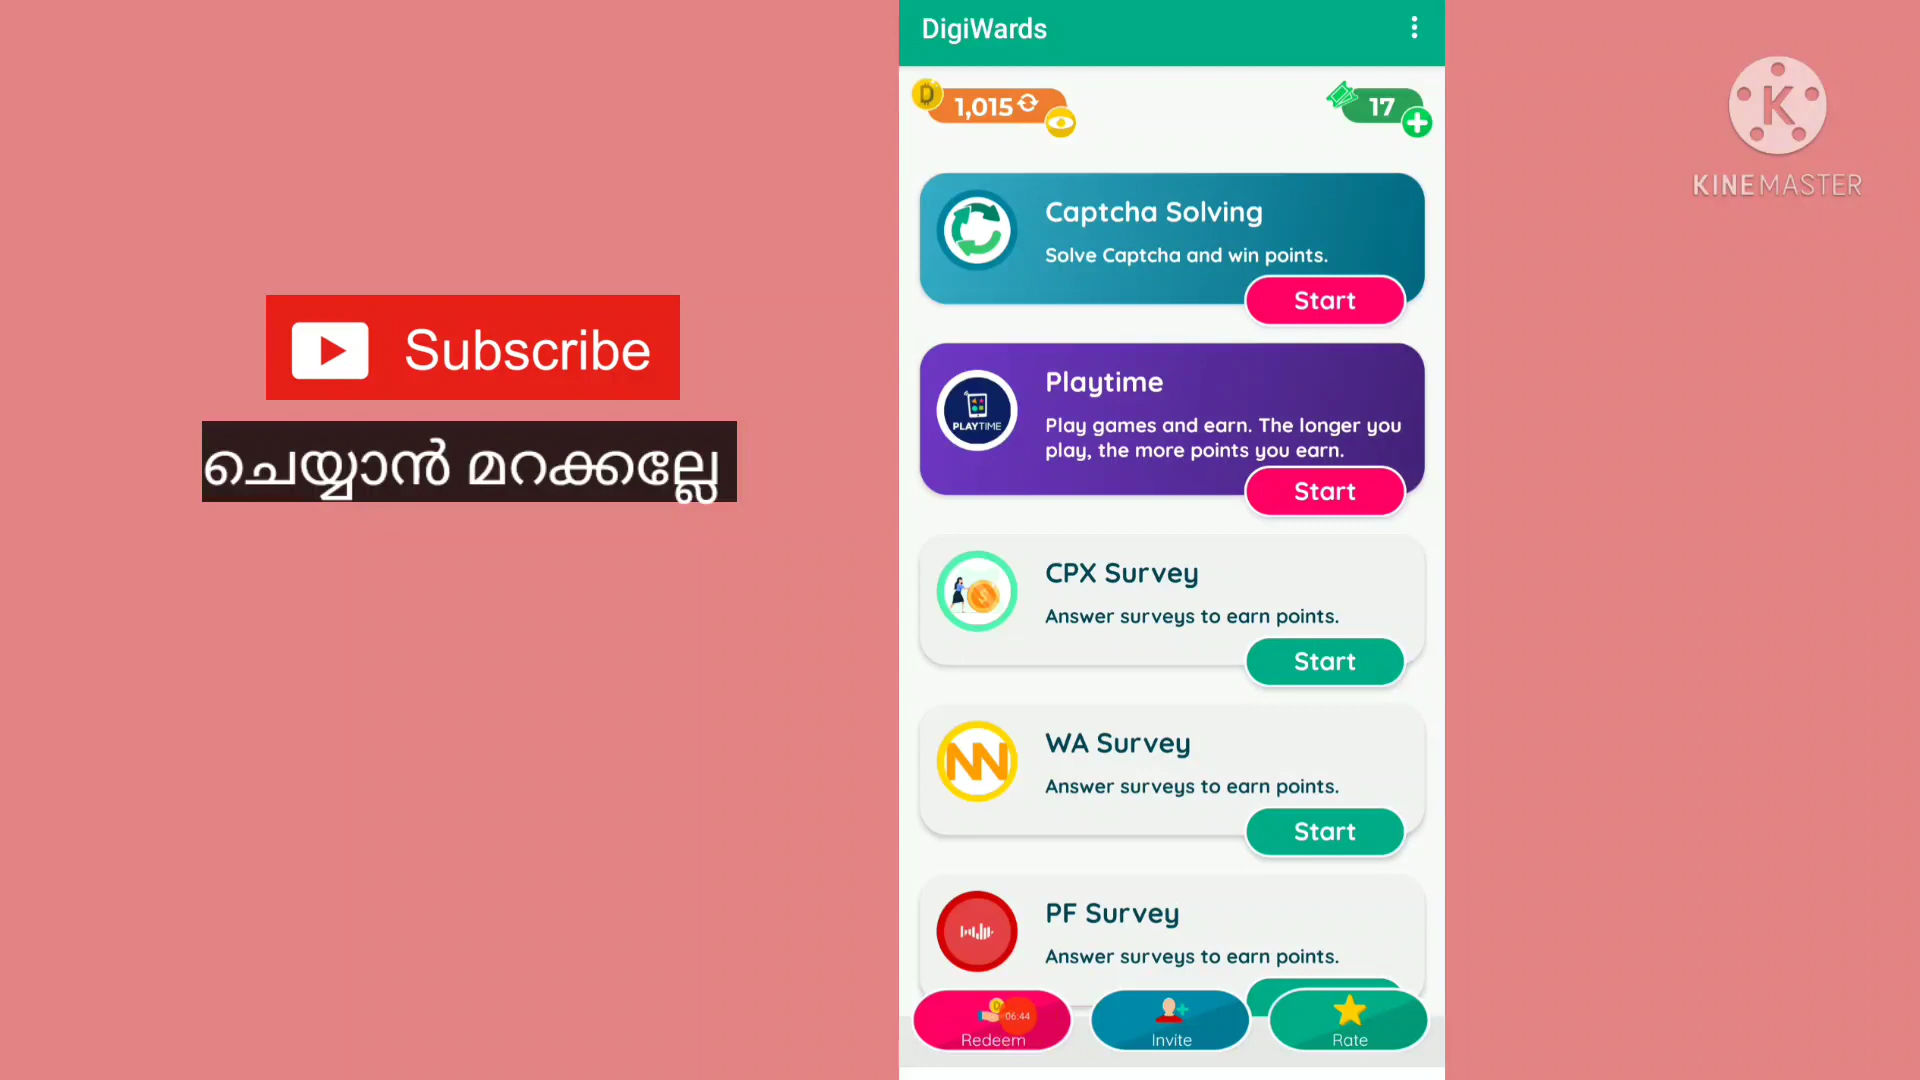 DigiWards
1,015
17
Captcha Solving
Solve Captcha and win points.
Start
Playtime
Play games and earn. The longer you
play, the more points you earn.
PLAYTIME
Start
CPX Survey
Answer surveys to earn points.
Start
WA Survey
Answer surveys to earn points.
Start
PF Survey
Answer surveys to earn points.
06:44
Redeem
Invite
Rate
Subscribe
ചെയ്യാൻ മറക്കല്ലേ
K
KINEMASTER